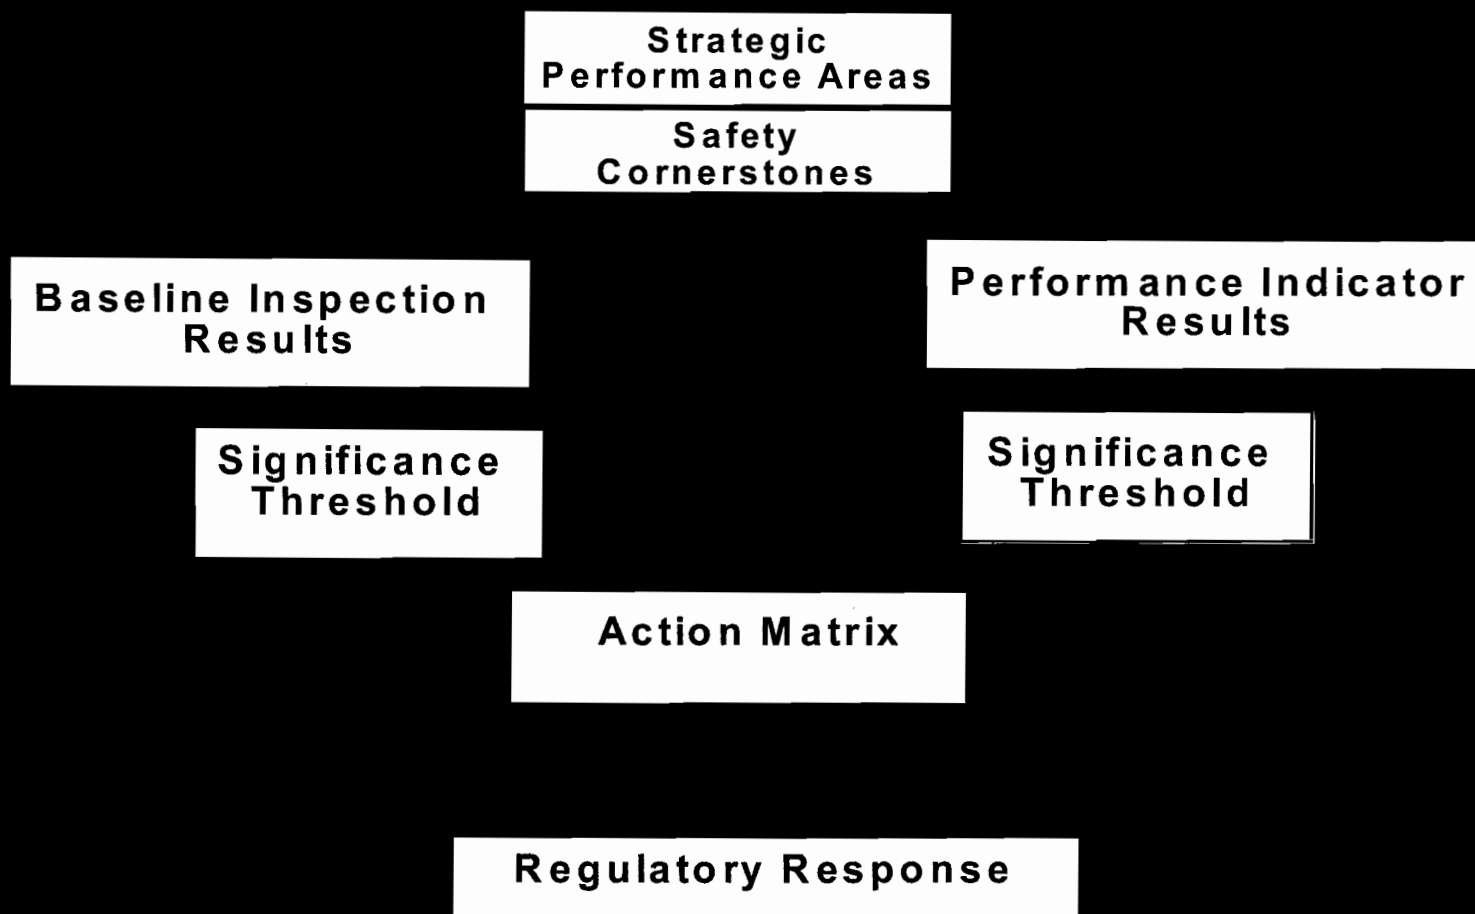 Strategic
Performance Areas
Safety
Cornerstones
Baseline Inspection
Results
Performance Indicator
Results
Significance
Threshold
Significance
Threshold
Action Matrix
Regulatory Response